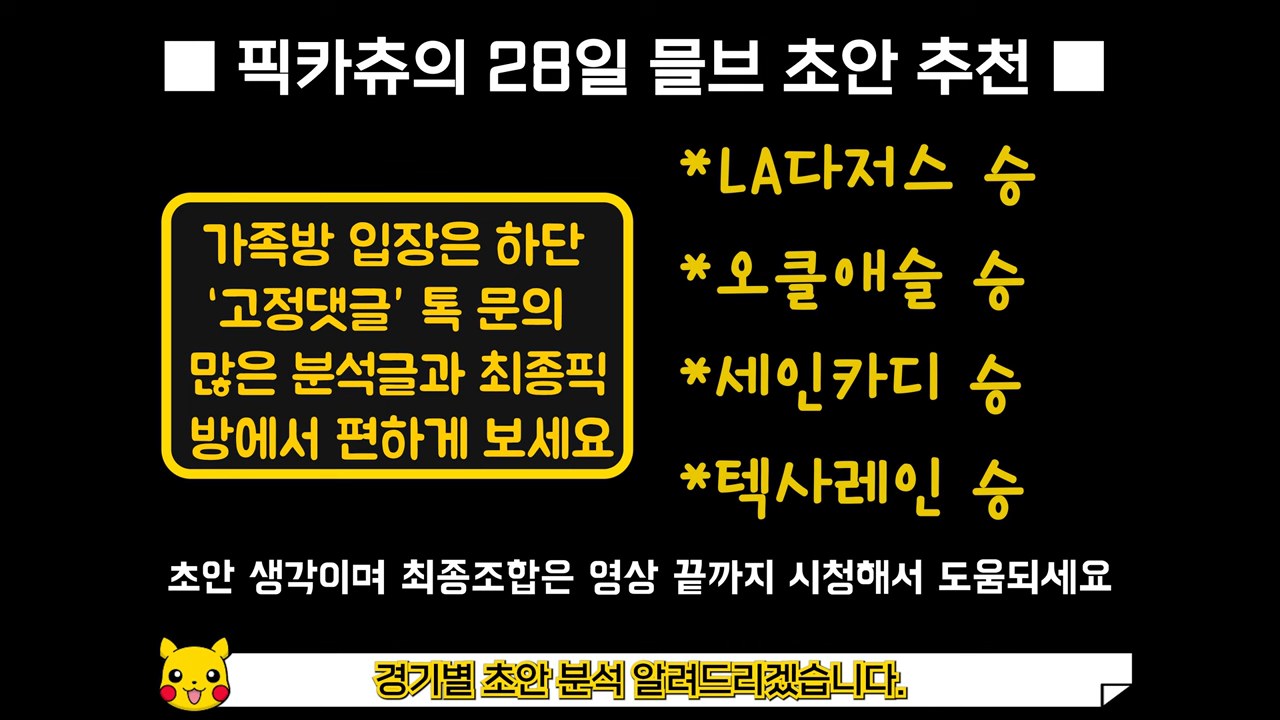 ■ 픽카츄의 28일 믈브 초안 추천 ■
가족방 입장은 하단
‘고정댓글’ 톡 문의
많은 분석글과 최종픽
방에서 편하게 보세요
*LA다저스 승
*오클애슬 승
*세인카디 승
*텍사레인 승
초안 생각이며 최종조합은 영상 끝까지 시청해서 도움되세요
경기별 초안 분석 알려드리겠습니다.